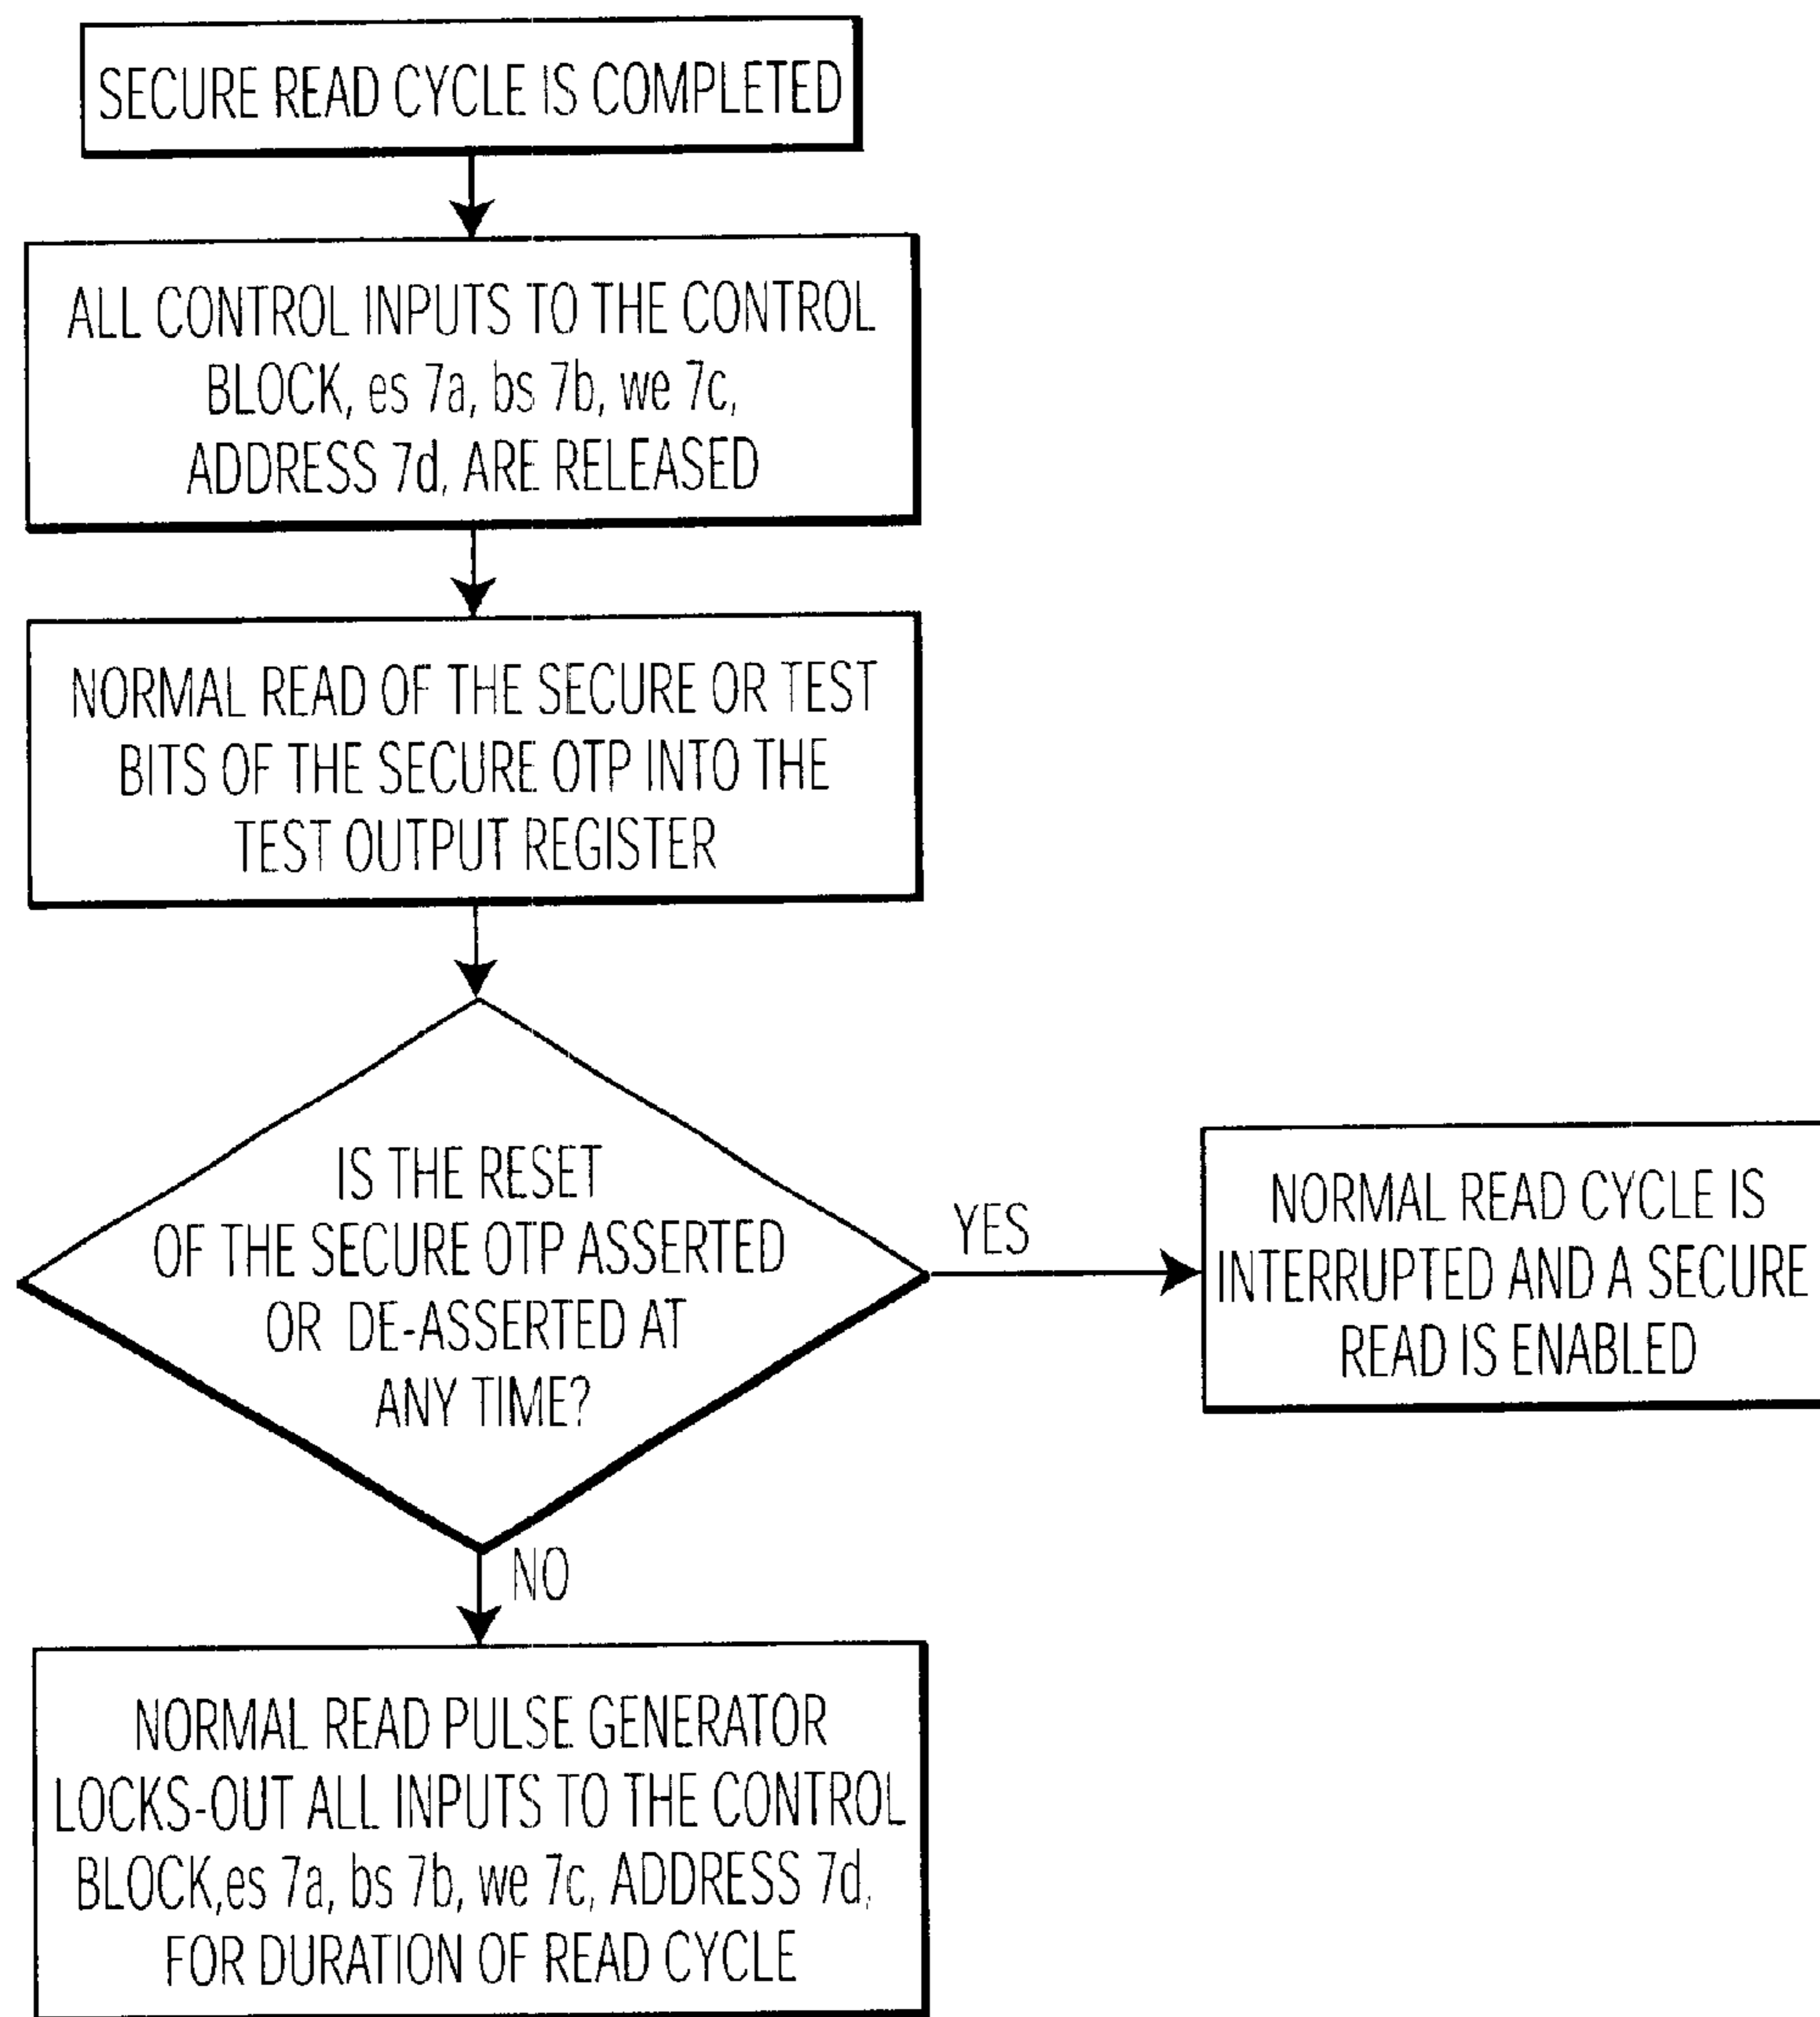 SECURE READ CYCLE IS COMPLETED
ALL CONTROL INPUTS TO THE CONTROL
BLOCK, es 7a, bs 7b, we 7c,
ADDRESS 7d, ARE RELEASED
NORMAL READ OF THE SECURE OR TEST
BITS OF THE SECURE OTP INTO THE
TEST OUTPUT REGISTER
IS THE RESET
OF THE SECURE OTP ASSERTED
OR DE-ASSERTED AT
ANY TIME?
YES
NORMAL READ CYCLE IS
INTERRUPTED AND A SECURE
READ IS ENABLED
NO
NORMAL READ PULSE GENERATOR
LOCKS-OUT ALL INPUTS TO THE CONTROL
BLOCK,es 7a, bs 7b, we 7c, ADDRESS 7d,
FOR DURATION OF READ CYCLE